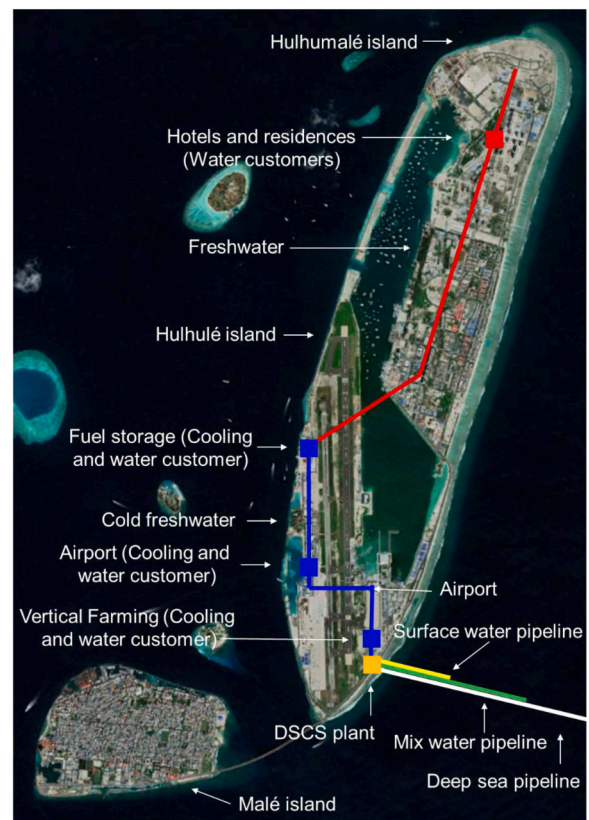 Hulhumalé island
Hotels and residences
(Water customers)
Freshwater
Hulhulé island
Fuel storage (Cooling
and water customer)
Cold freshwater
Airport (Cooling and
water customer)
Airport
Vertical Farming (Cooling
and water customer)
Surface water pipeline
DSCS plant
Mix water pipeline
Deep sea pipeline
Malé island